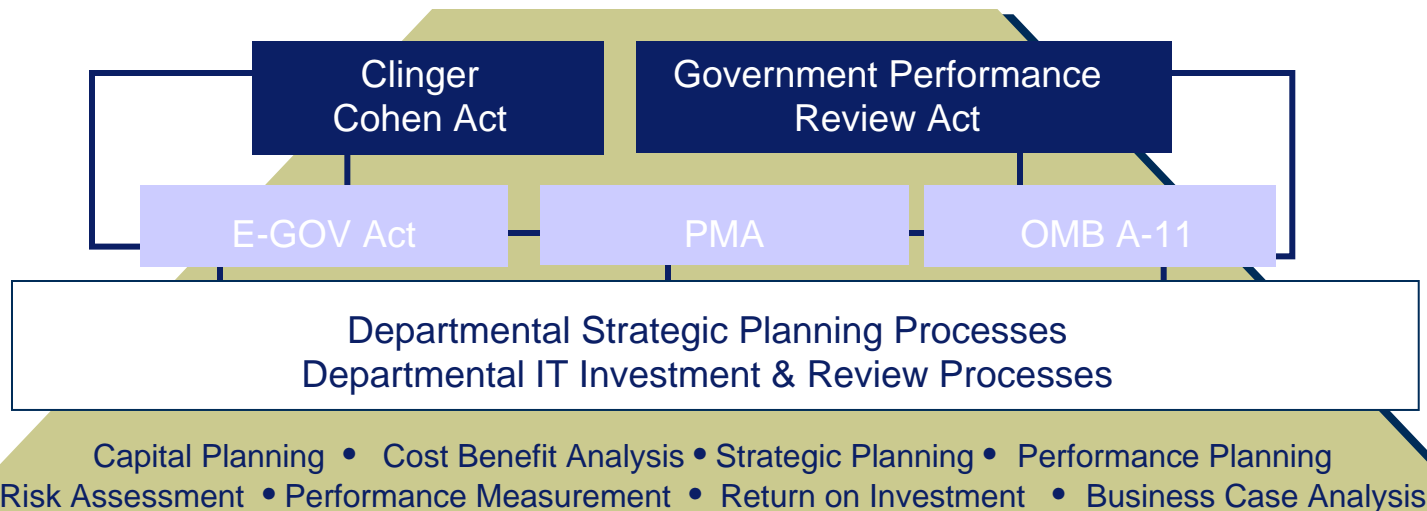 Clinger
Cohen Act
Government Performance
Review Act
E-GOV Act
PMA
OMB A-11
Departmental Strategic Planning Processes
Departmental IT Investment & Review Processes
Capital Planning • Cost Benefit Analysis • Strategic Planning • Performance Planning
Risk Assessment • Performance Measurement • Return on Investment • Business Case Analysis